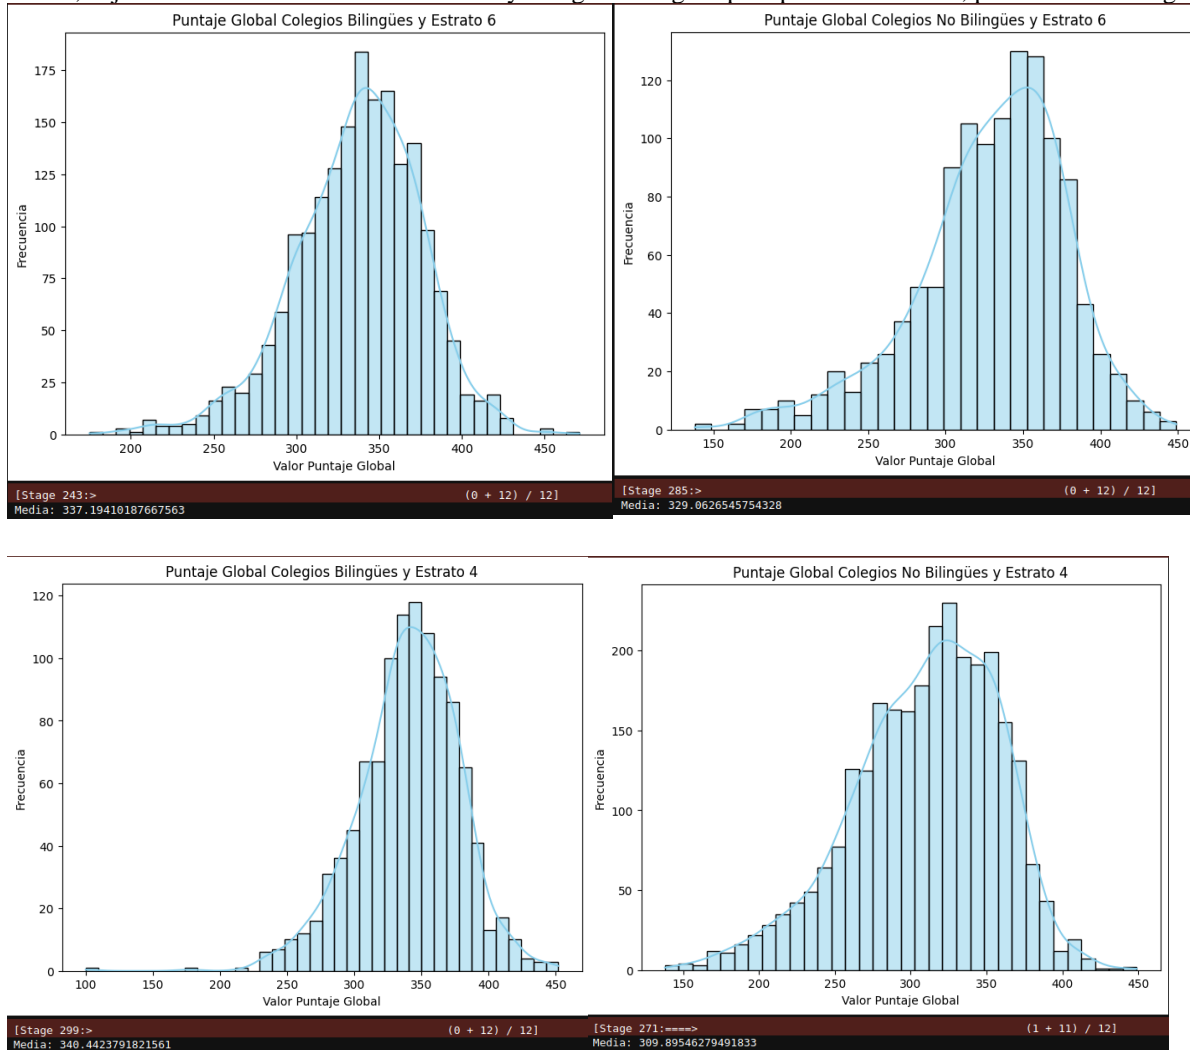 Puntaje Global Colegios Bilingües y Estrato 6
175
150
125
100
75
50
25
0
Frecuencia
200 250 300 350 400 450
Valor Puntaje Global
[Stage 243:> (0 + 12) / 12]
Media: 337.19410187667563
Puntaje Global Colegios No Bilingües y Estrato 6
120
100
80
60
40
20
0
Frecuencia
150 200 250 300 350 400 450
Valor Puntaje Global
[Stage 285:> (0 + 12) / 12]
Media: 329.0626545754328
Puntaje Global Colegios Bilingües y Estrato 4
120
100
80
60
40
20
0
Frecuencia
100 150 200 250 300 350 400 450
Valor Puntaje Global
[Stage 299:> (0 + 12) / 12]
Media: 340.4423791821561
Puntaje Global Colegios No Bilingües y Estrato 4
200
150
100
50
0
Frecuencia
150 200 250 300 350 400 450
Valor Puntaje Global
[Stage 271:====> (1 + 11) / 12]
Media: 309.89546279491833